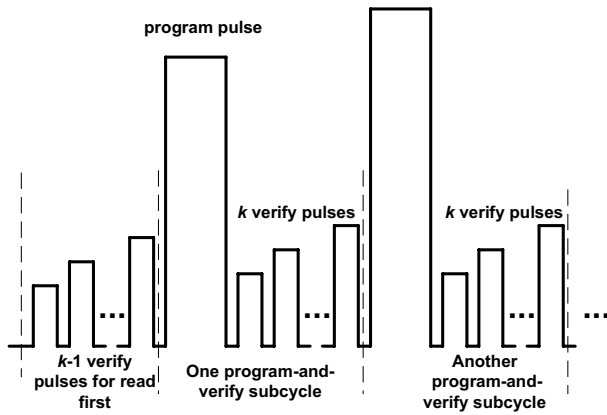 program pulse
k verify pulses
k verify pulses
...
...
...
...
k-1 verify
pulses for read
first
One program-and-
verify subcycle
Another
program-and-
verify subcycle